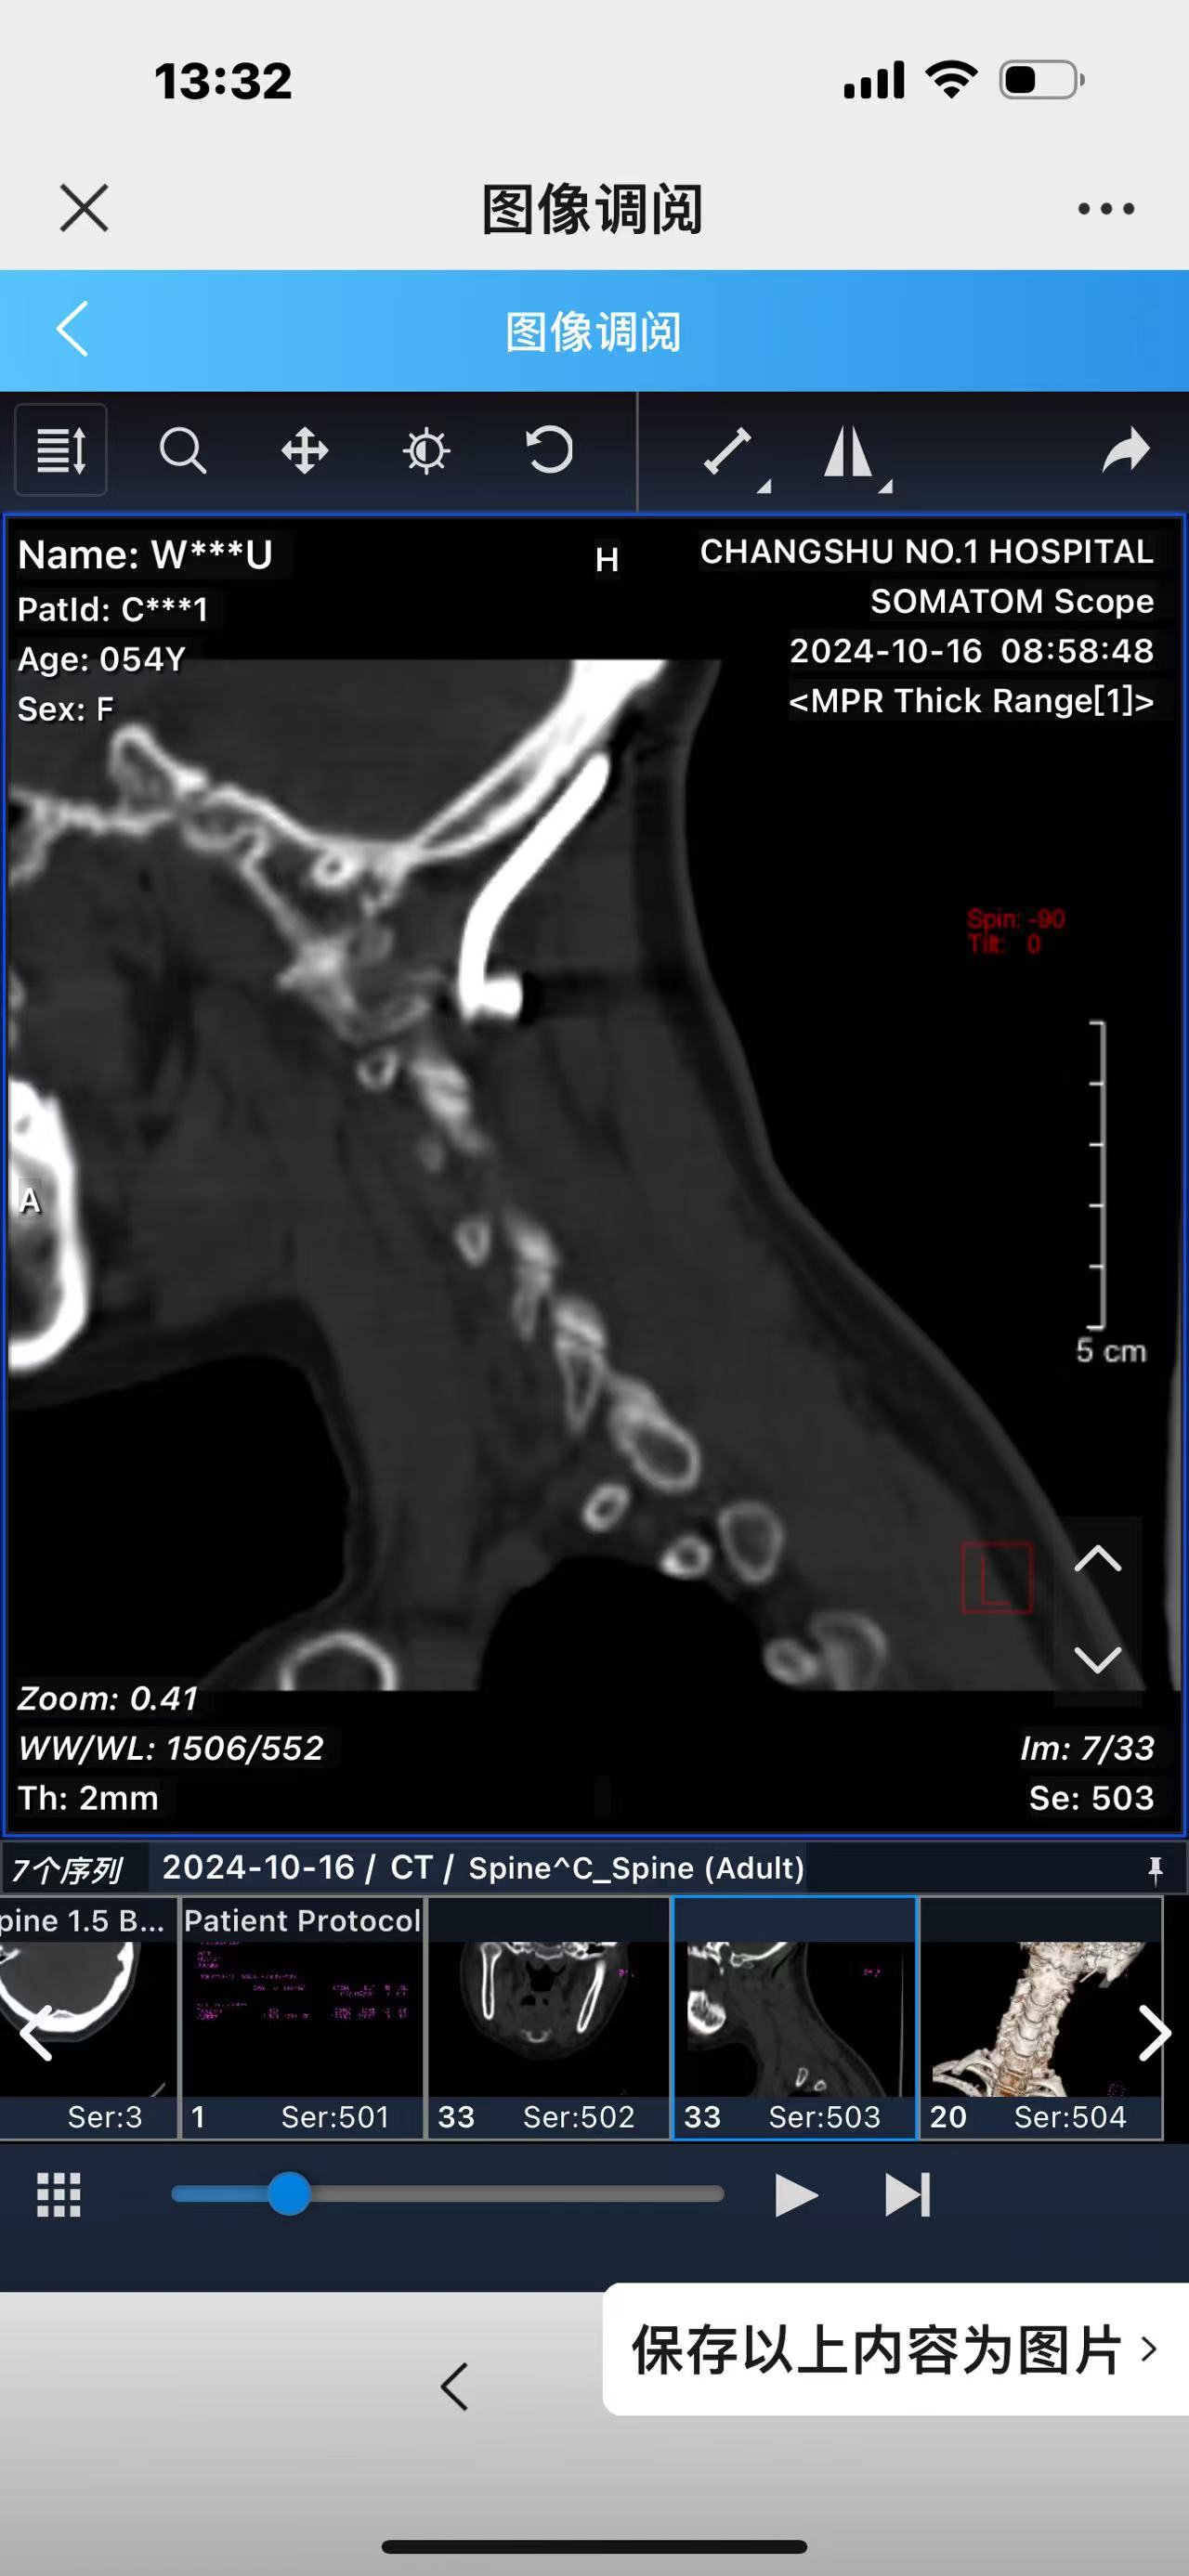 13:32
图像调阅
图像调阅
Name: W***U
PatId: C***1
Age: 054Y
Sex: F
H
CHANGSHU NO.1 HOSPITAL
SOMATOM Scope
2024-10-16 08:58:48
<MPR Thick Range[1]>
Spin: -90
Tilt: 0
A
5 cm
L
Zoom: 0.41
WW/WL: 1506/552
Th: 2mm
Im: 7/33
Se: 503
7个序列
2024-10-16 / CT / Spine^C_Spine (Adult)
pine 1.5 B...
Patient Protocol
Ser:3
1 Ser:501
33 Ser:502
33 Ser:503
20 Ser:504
保存以上内容为图片